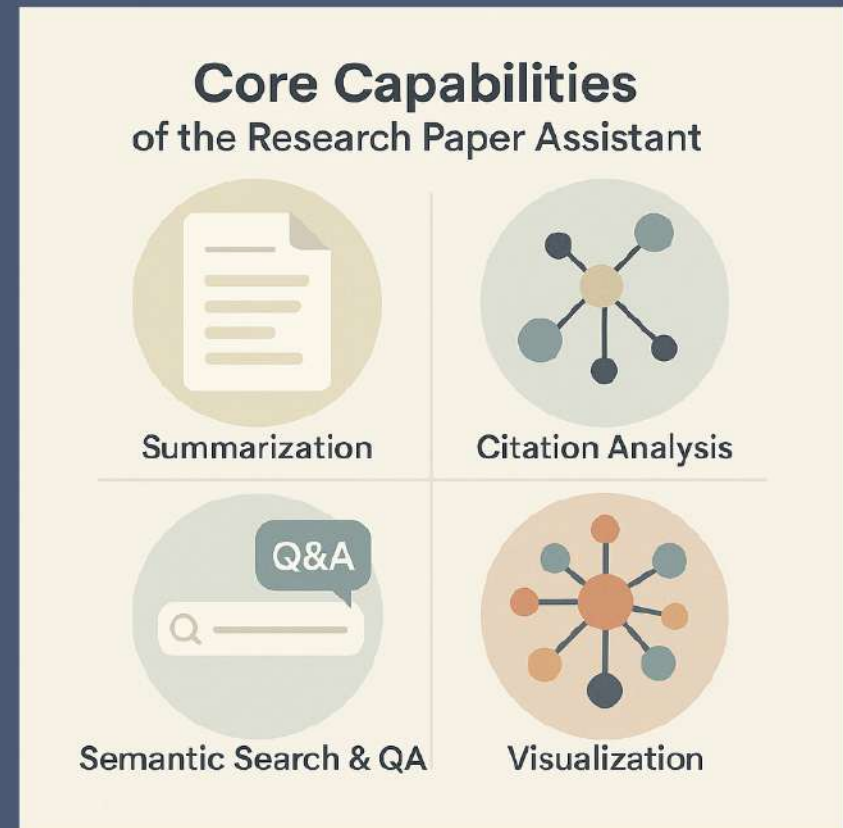 Core Capabilities
of the Research Paper Assistant
Summarization
Citation Analysis
Q&A
Semantic Search & QA
Visualization